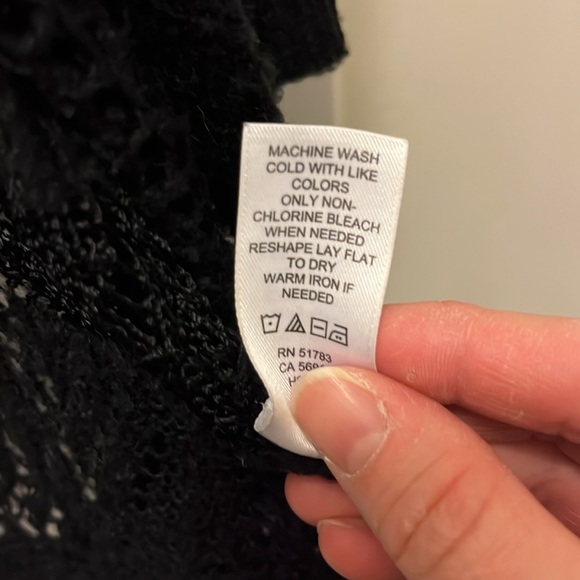 MACHINE WASH
COLD WITH LIKE
COLORS
ONLY NON-
CHLORINE BLEACH
WHEN NEEDED
RESHAPE LAY FLAT
TO DRY
WARM IRON IF
NEEDED
RN 51783
CA